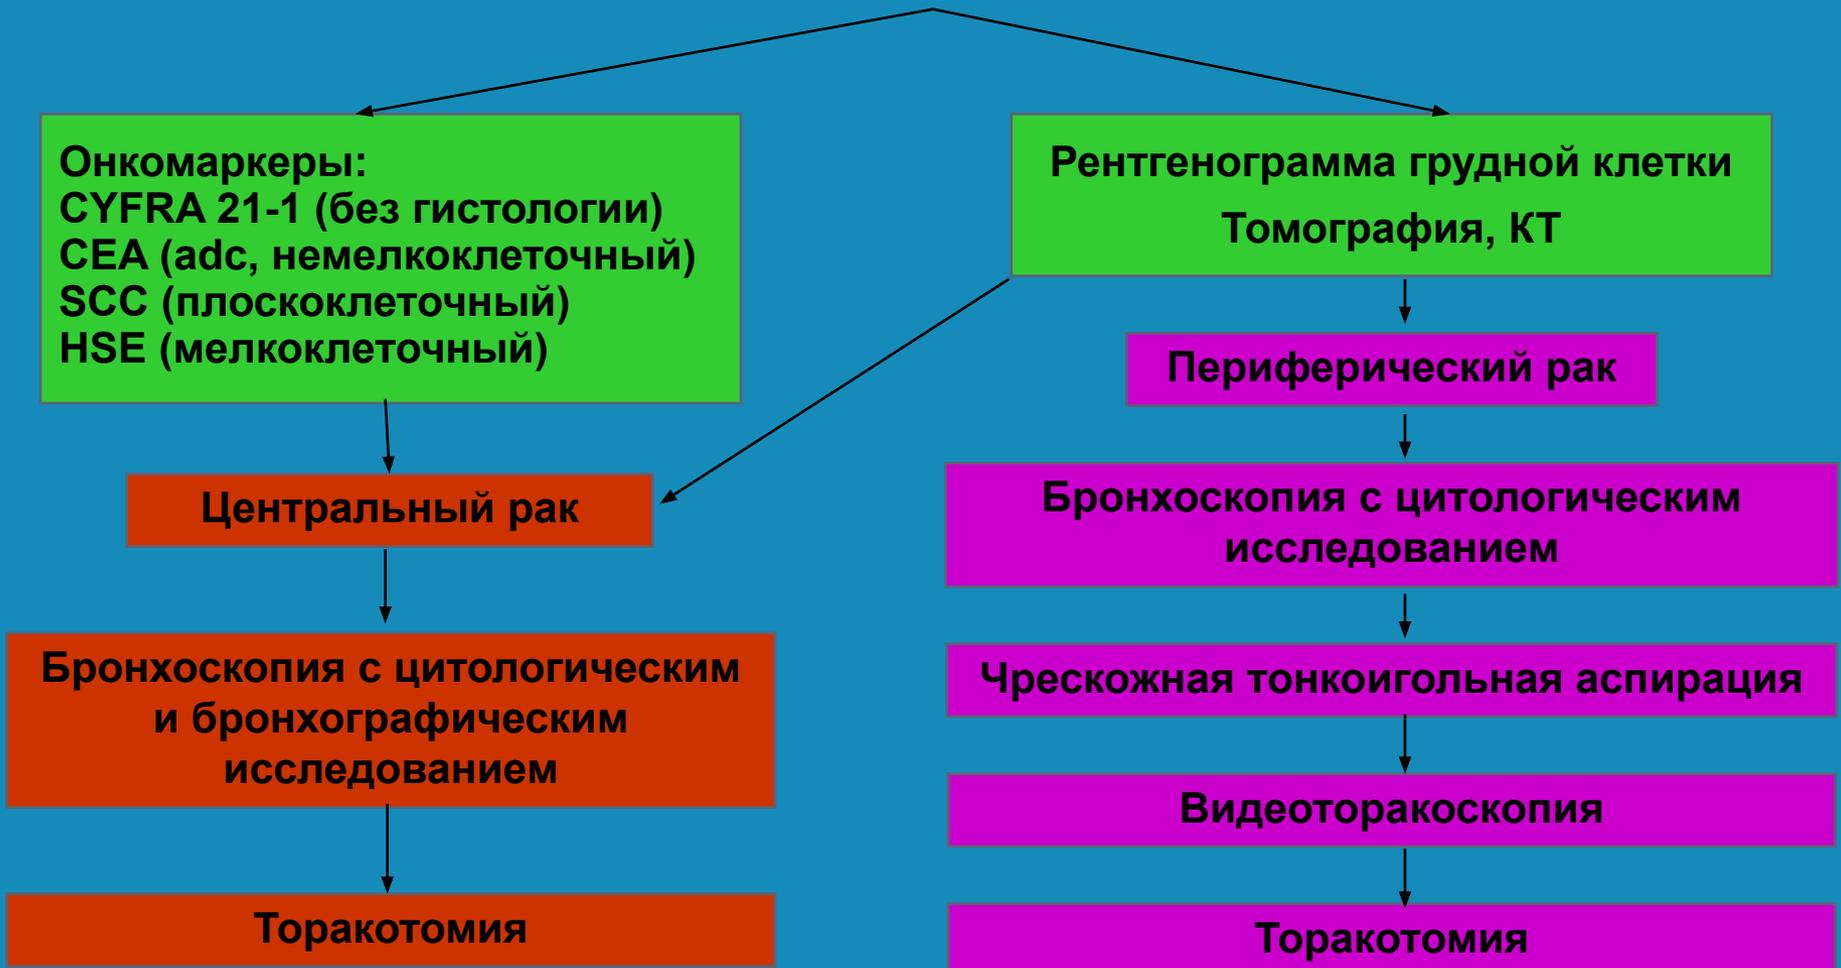 Онкомаркеры:
CYFRA 21-1 (без гистологии)
CEA (adc, немелкоклеточный)
SCC (плоскоклеточный)
HSE (мелкоклеточный)
Рентгенограмма грудной клетки
Томография, КТ
Периферический рак
Центральный рак
Бронхоскопия с цитологическим
исследованием
Бронхоскопия с цитологическим
и бронхографическим
исследованием
Чрескожная тонкоигольная аспирация
Видеоторакоскопия
Торакотомия
Торакотомия